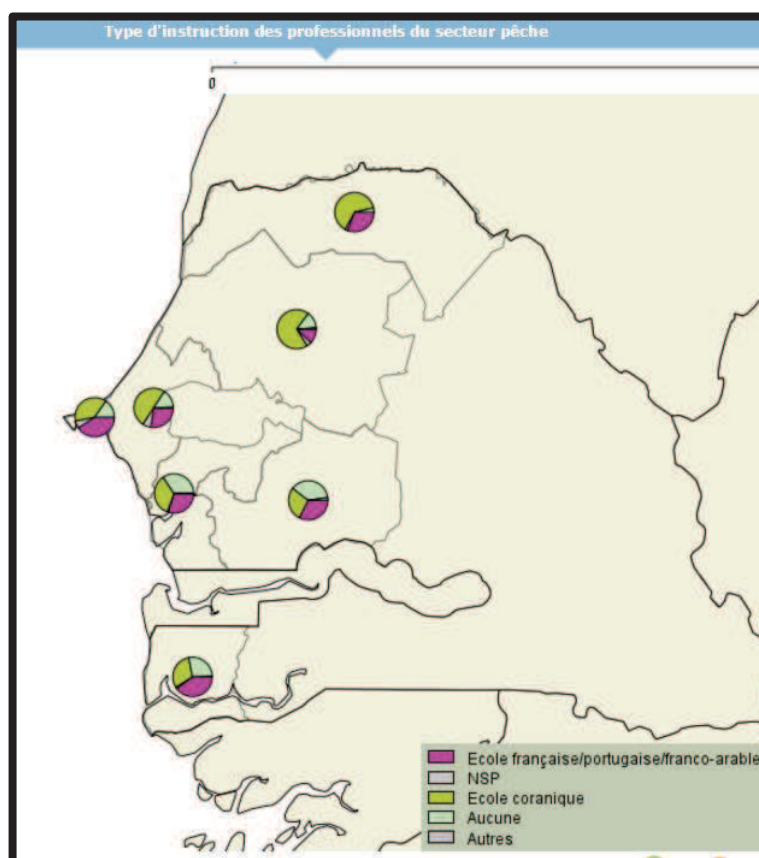 Type d'instruction des professionnels du secteur pêche
0
Ecole française/portugaise/franco-arable
NSP
Ecole coranique
Aucune
Autres